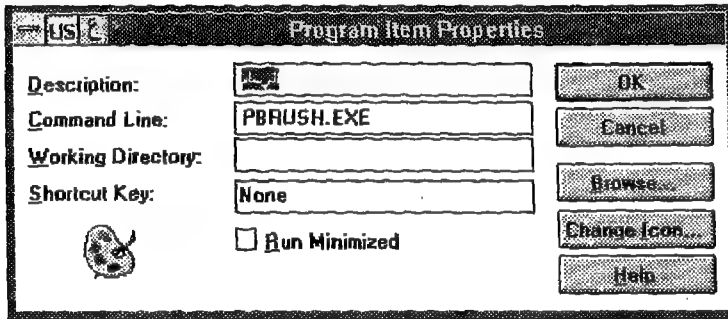 US Program Item Properties
Description:
OK
Command Line: PBRUSH.EXE
Cancel
Working Directory:
Browse...
Shortcut Key: None
Run Minimized
Change Icon...
Help